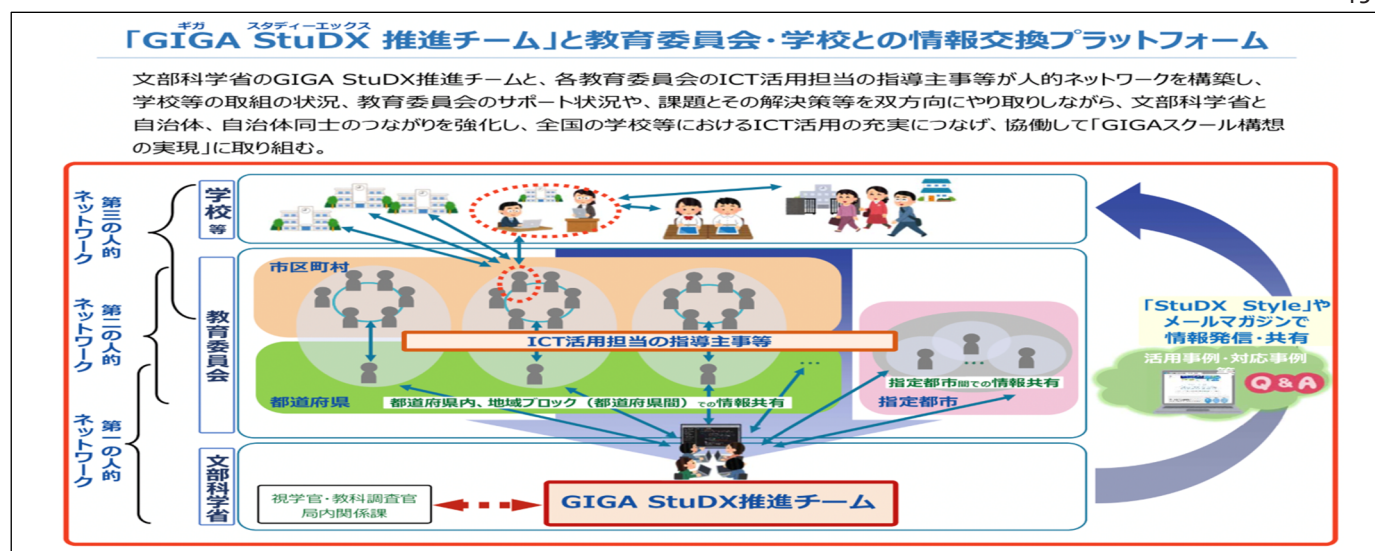 ギガ スタディーエックス
「GIGA StuDX 推進チーム」と教育委員会・学校との情報交換プラットフォーム
文部科学省のGIGA StuDX推進チームと、各教育委員会のICT活用担当の指導主事等が人的ネットワークを構築し、
学校等の取組の状況、教育委員会のサポート状況や、課題とその解決策等を双方向にやり取りしながら、文部科学省と
自治体、自治体同士のつながりを強化し、全国の学校等におけるICT活用の充実につなげ、協働して「GIGAスクール構想
の実現」に取り組む。
第三の人的
ネットワーク
学校等
第二の人的
ネットワーク
教育委員会
市区町村
ICT活用担当の指導主事等
都道府県
都道府県内、地域ブロック（都道府県間）での情報共有
…
…
指定都市間での情報共有
指定都市
第一の人的
ネットワーク
文部科学省
視学官・教科調査官
局内関係課
GIGA StuDX推進チーム
「StuDX Style」や
メールマガジンで
情報発信・共有
活用事例・対応事例
Q & A